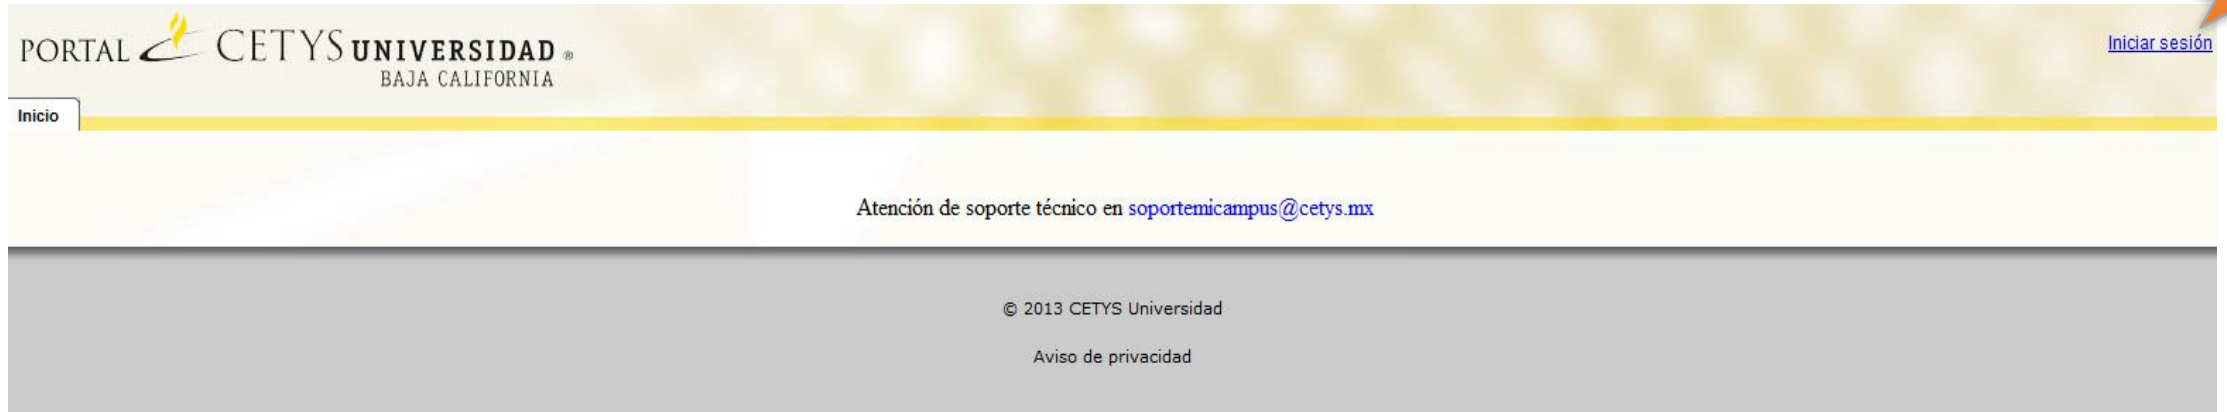 PORTAL CETYS UNIVERSIDAD ®
BAJA CALIFORNIA
Iniciar sesión
Inicio
Atención de soporte técnico en soportemicampus@cetys.mx
© 2013 CETYS Universidad
Aviso de privacidad